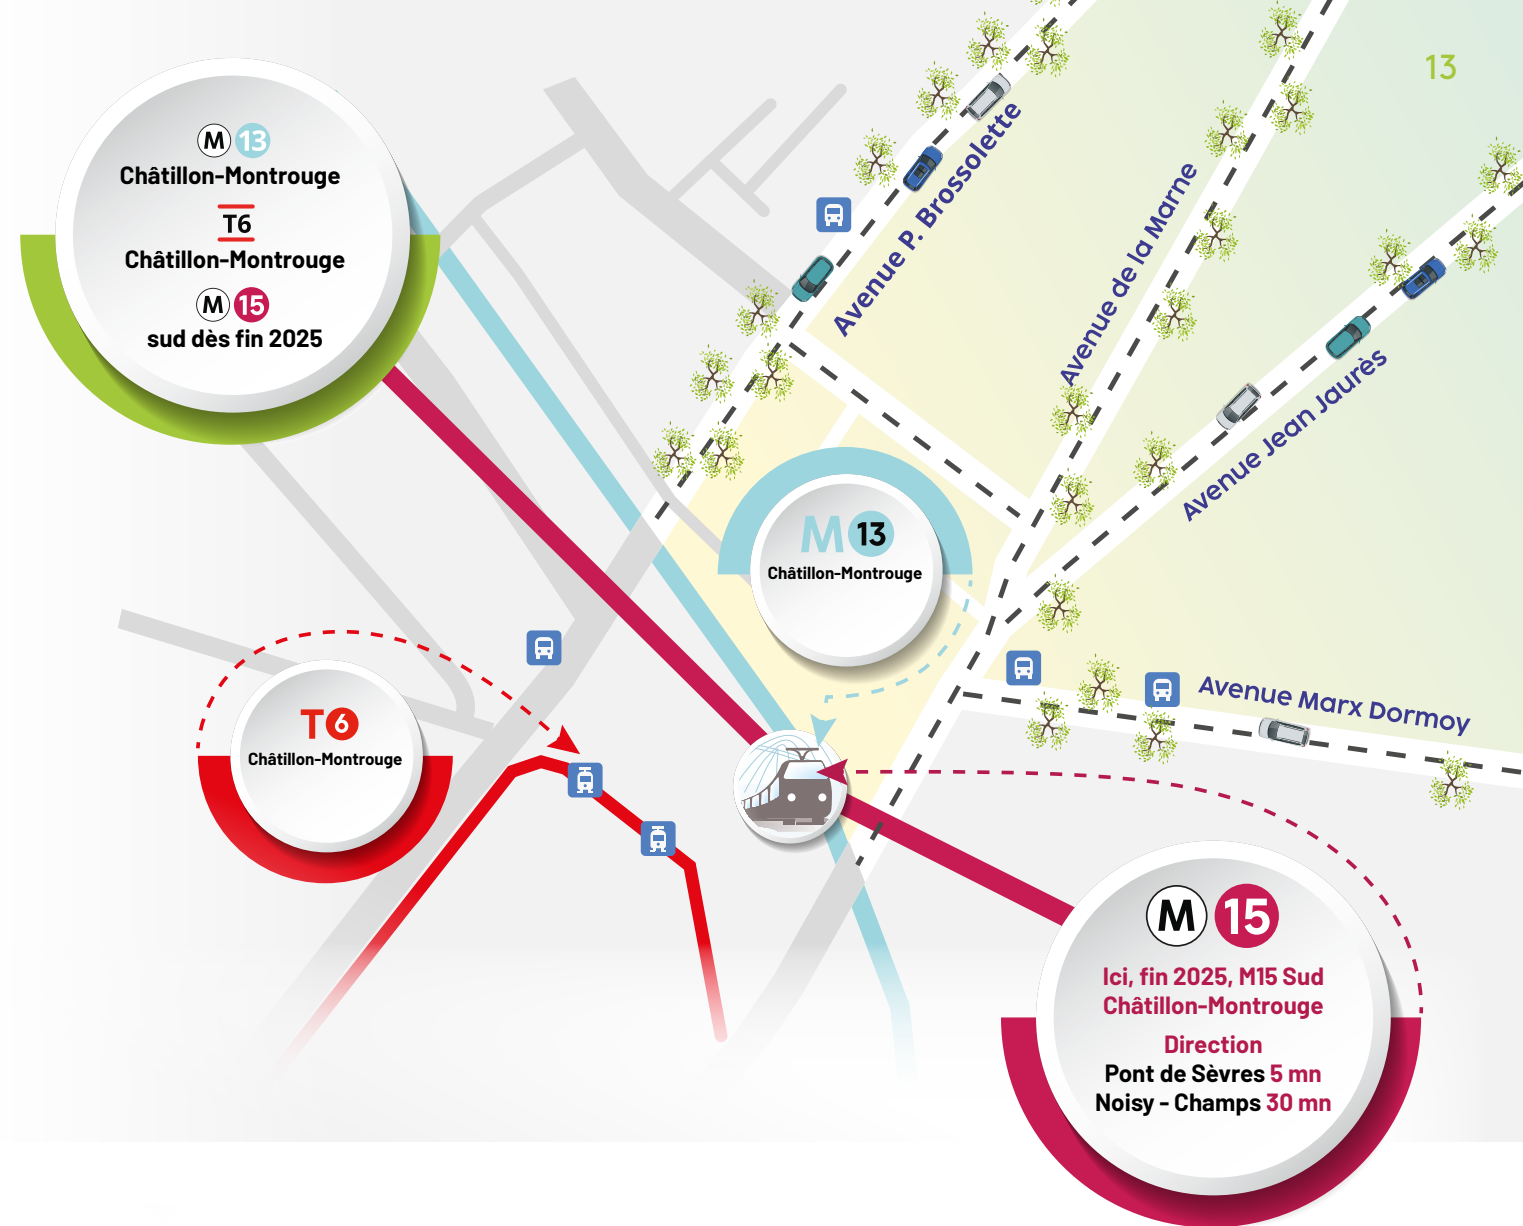 13
M 13
Châtillon-Montrouge
T6
Châtillon-Montrouge
M 15
sud dès fin 2025
Avenue P. Brossolette
Avenue de la Marne
Avenue Jean Jaurès
M 13
Châtillon-Montrouge
Avenue Marx Dormoy
T 6
Châtillon-Montrouge
M 15
Ici, fin 2025, M15 Sud
Châtillon-Montrouge
Direction
Pont de Sèvres 5 mn
Noisy - Champs 30 mn